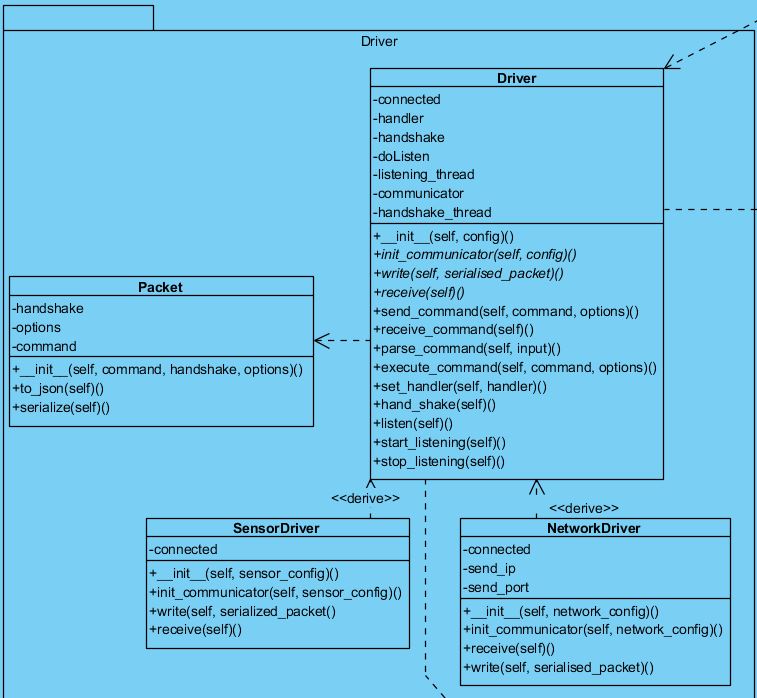 Driver
Driver
-connected
-handler
-handshake
-doListen
-listening_thread
-communicator
-handshake_thread
+__init__(self, config)()
+init_communicator(self, config)()
+write(self, serialised_packet)()
+receive(self)()
+send_command(self, command, options)()
+receive_command(self)()
+parse_command(self, input)()
+execute_command(self, command, options)()
+set_handler(self, handler)()
+hand_shake(self)()
+listen(self)()
+start_listening(self)()
+stop_listening(self)()
Packet
-handshake
-options
-command
+__init__(self, command, handshake, options)()
+to_json(self)()
+serialize(self)()
<<derive>>
<<derive>>
SensorDriver
-connected
+__init__(self, sensor_config)()
+init_communicator(self, sensor_config)()
+write(self, serialized_packet()
+receive(self)()
NetworkDriver
-connected
-send_ip
-send_port
+__init__(self, network_config)()
+init_communicator(self, network_config)()
+receive(self)()
+write(self, serialised_packet)()